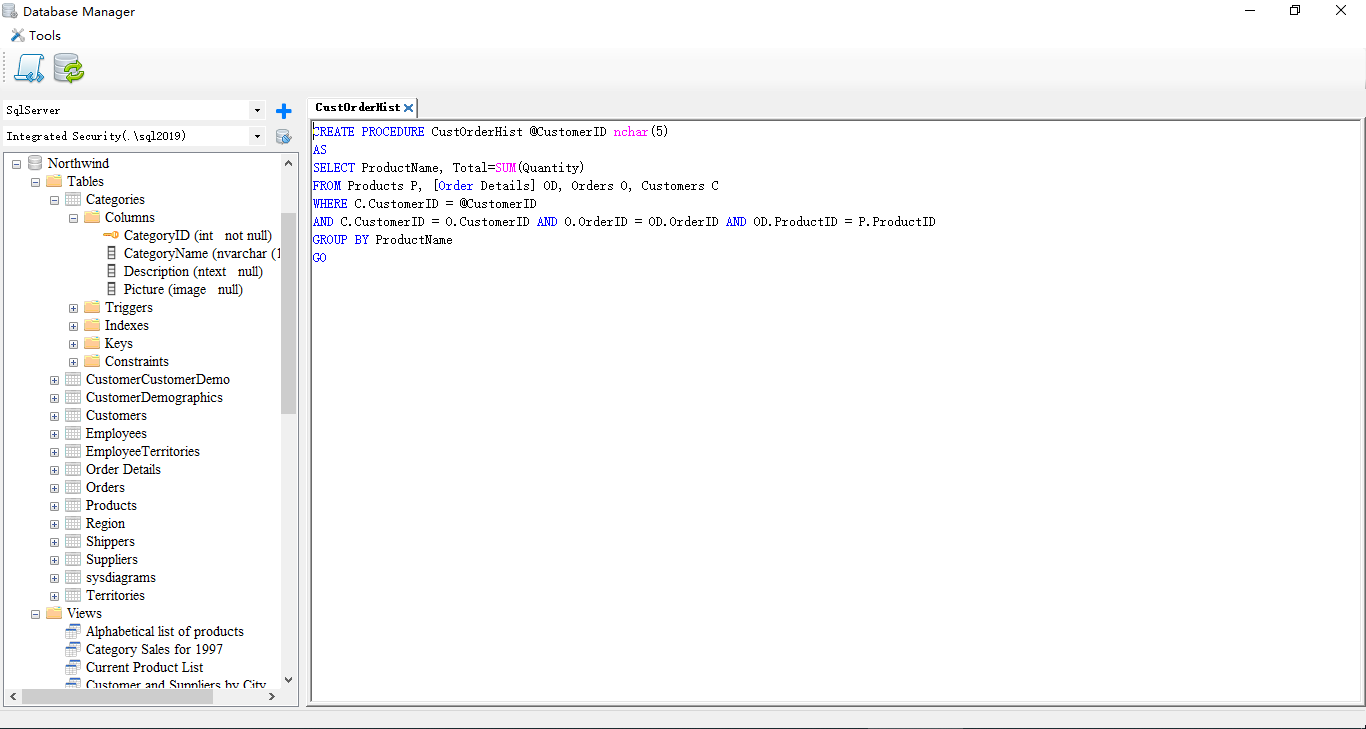 Database Manager
Tools
SqlServer
Integrated Security(.\sql2019)
Northwind
Tables
Categories
Columns
CategoryID (int   not null)
CategoryName (nvarchar (1
Description (ntext   null)
Picture (image   null)
Triggers
Indexes
Keys
Constraints
CustomerCustomerDemo
CustomerDemographics
Customers
Employees
EmployeeTerritories
Order Details
Orders
Products
Region
Shippers
Suppliers
sysdiagrams
Territories
Views
Alphabetical list of products
Category Sales for 1997
Current Product List
Customer and Suppliers by City
CustOrderHist
CREATE PROCEDURE CustOrderHist @CustomerID nchar(5)
AS
SELECT ProductName, Total=SUM(Quantity)
FROM Products P, [Order Details] OD, Orders O, Customers C
WHERE C.CustomerID = @CustomerID
AND C.CustomerID = O.CustomerID AND O.OrderID = OD.OrderID AND OD.ProductID = P.ProductID
GROUP BY ProductName
GO